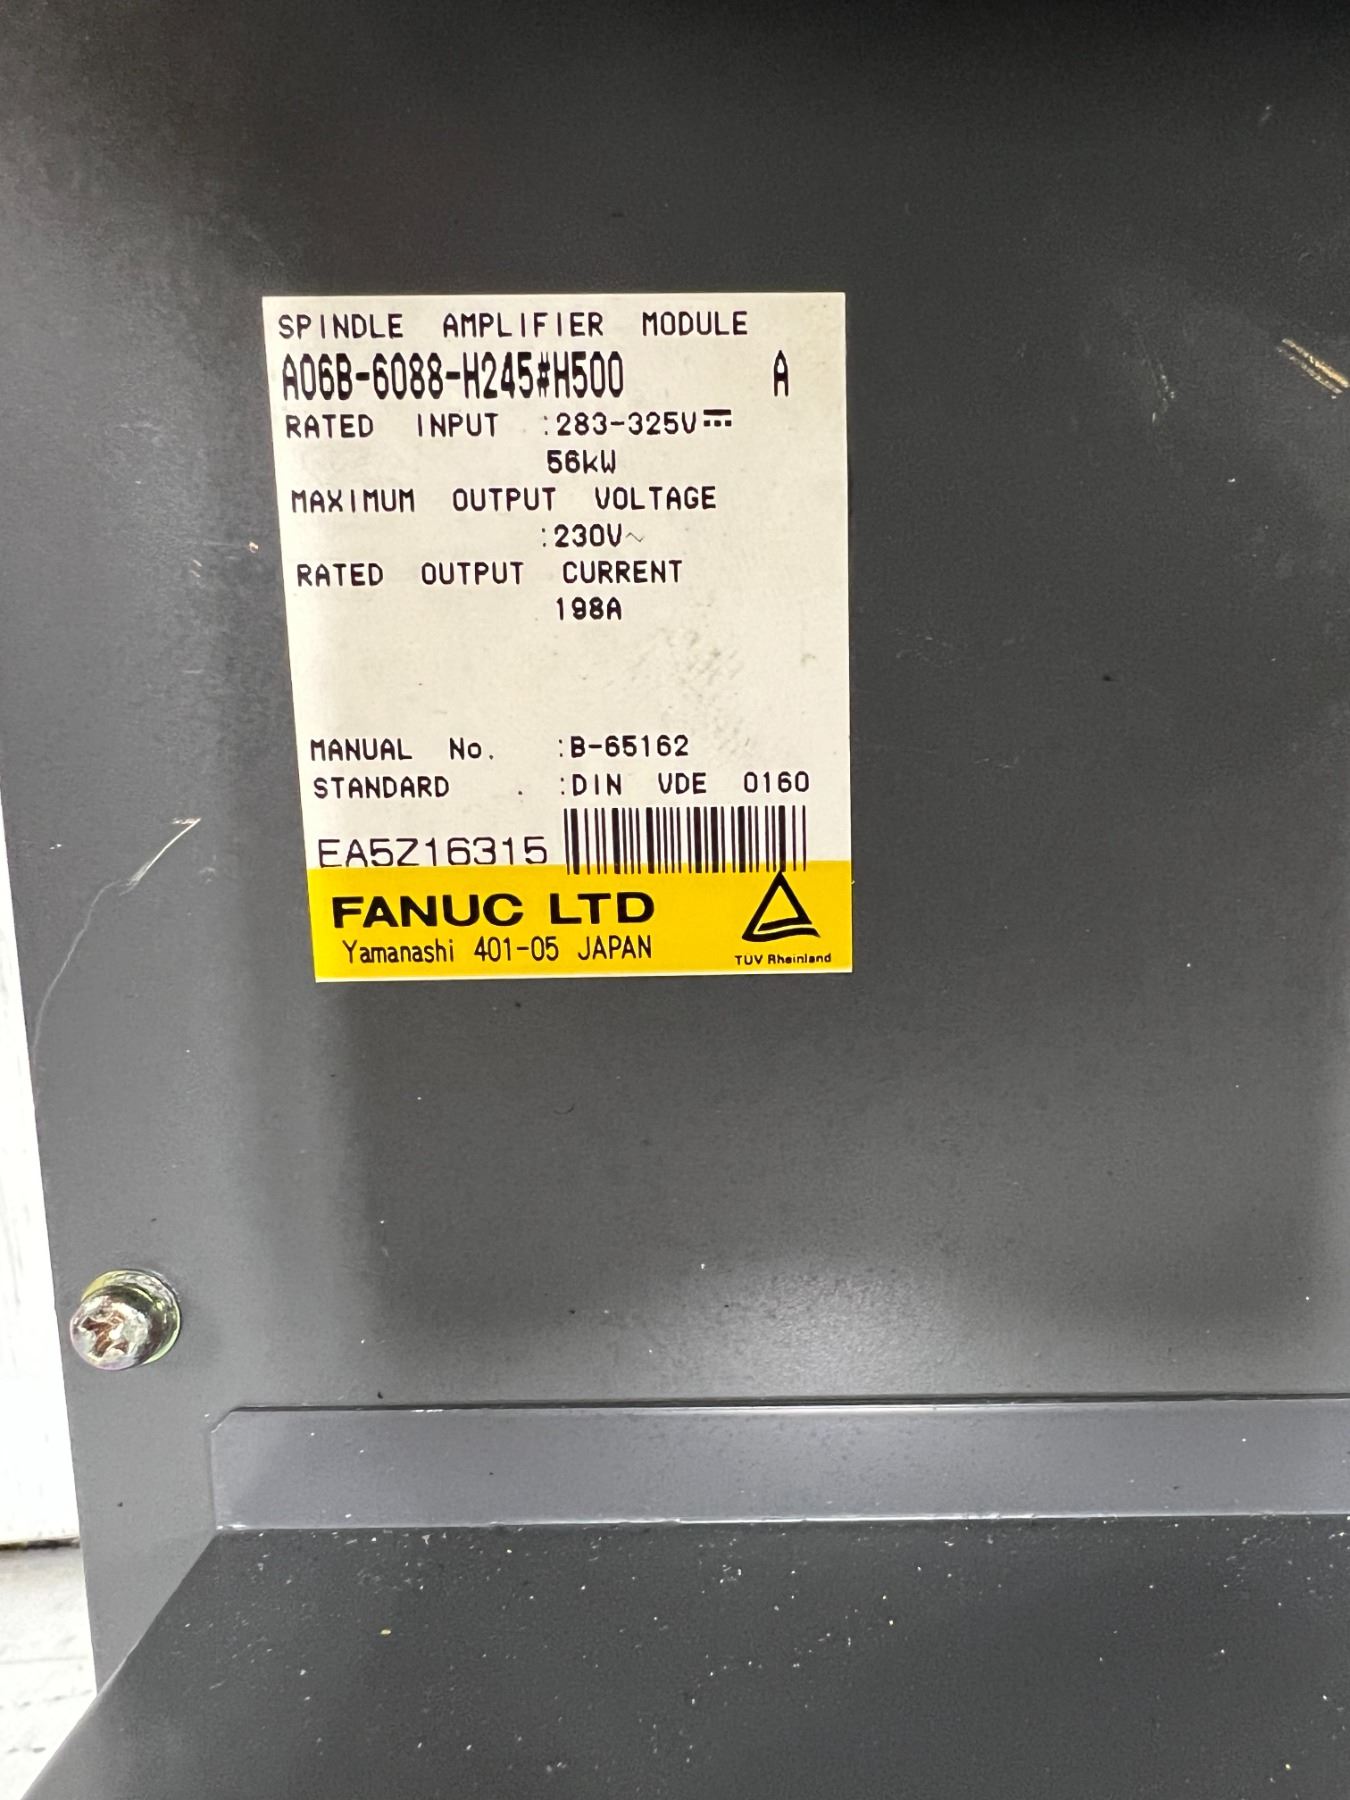 SPINDLE AMPLIFIER MODULE
A06B-6088-H245#H500 A
RATED INPUT :283-325V⎓
56kW
MAXIMUM OUTPUT VOLTAGE
:230V~
RATED OUTPUT CURRENT
198A
MANUAL No. :B-65162
STANDARD . :DIN VDE 0160
EA5Z16315
FANUC LTD
Yamanashi 401-05 JAPAN
TUV Rheinland